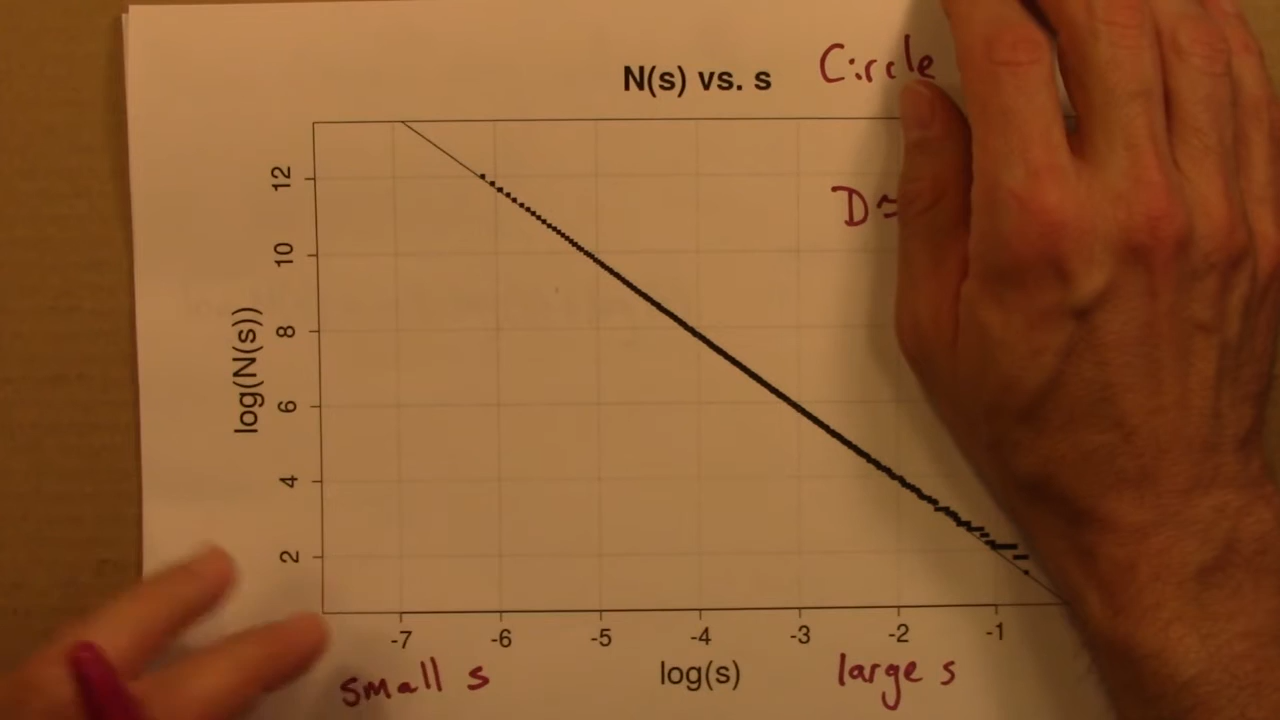 N(s) vs. s Circle
D≈
12
10
8
6
4
2
log(N(s))
-7 -6 -5 -4 -3 -2 -1
log(s)
small s large s